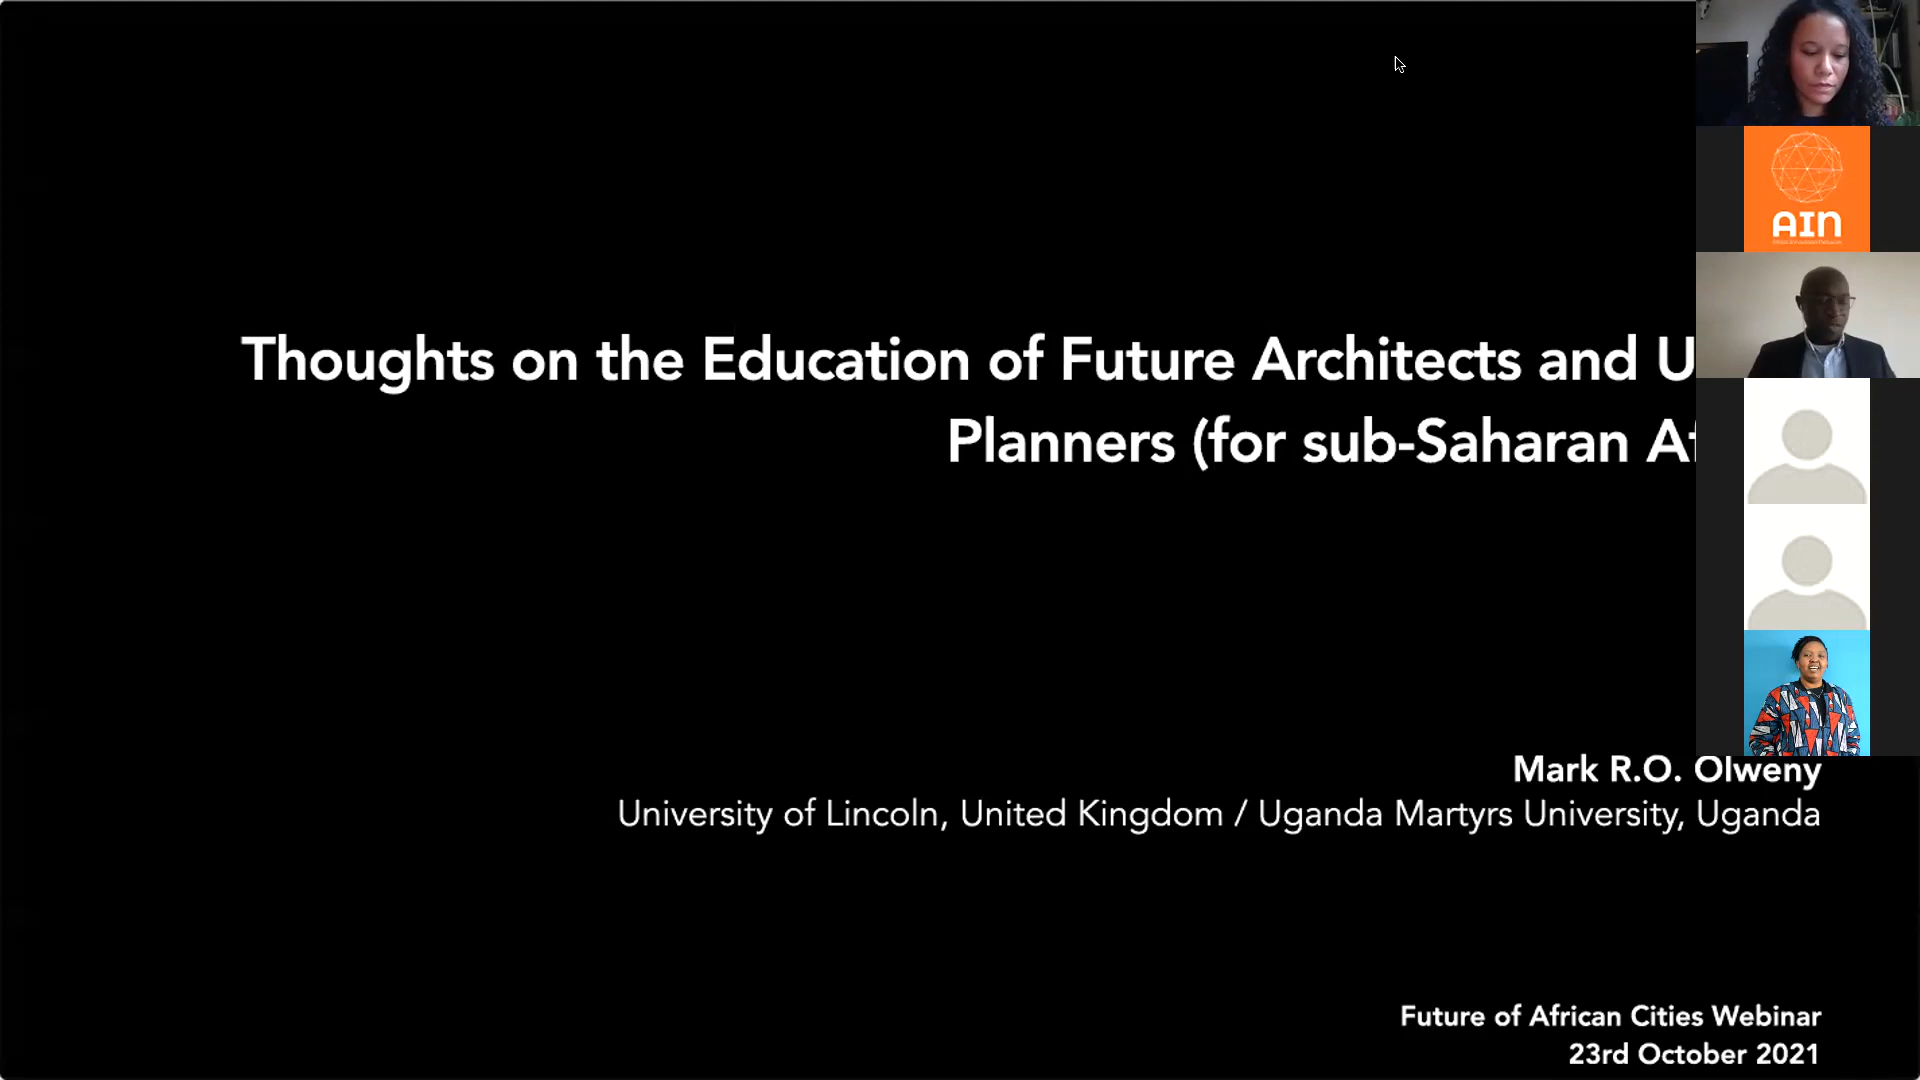 Thoughts on the Education of Future Architects and U
Planners (for sub-Saharan Af
AIN
Mark R.O. Olweny
University of Lincoln, United Kingdom / Uganda Martyrs University, Uganda
Future of African Cities Webinar
23rd October 2021